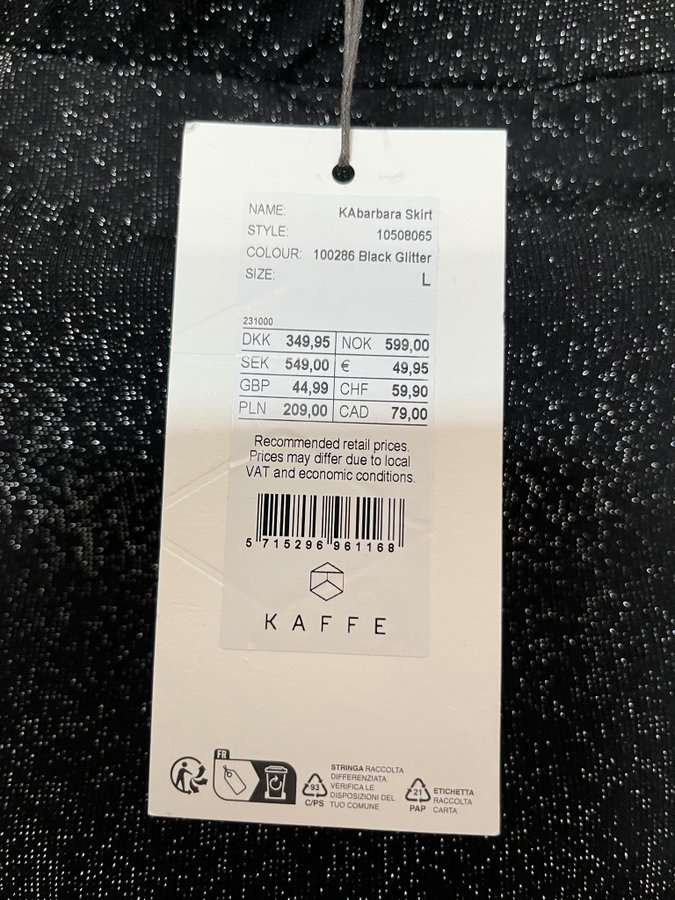 NAME: KAbarbara Skirt
STYLE: 10508065
COLOUR: 100286 Black Glitter
SIZE: L
231000
DKK 349,95 NOK 599,00
SEK 549,00 € 49,95
GBP 44,99 CHF 59,90
PLN 209,00 CAD 79,00
Recommended retail prices.
Prices may differ due to local
VAT and economic conditions.
5 715296 961168
KAFFE
FR
93
C/PS
STRINGA RACCOLTA
DIFFERENZIATA.
VERIFICA LE
DISPOSIZIONI DEL
TUO COMUNE
21
PAP
ETICHETTA
RACCOLTA
CARTA